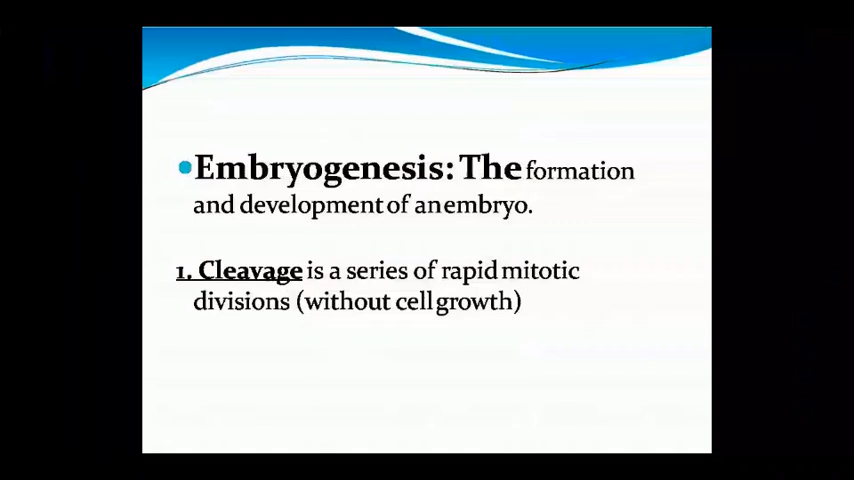 •Embryogenesis: The formation
and development of an embryo.
1. Cleavage is a series of rapid mitotic
divisions (without cell growth)